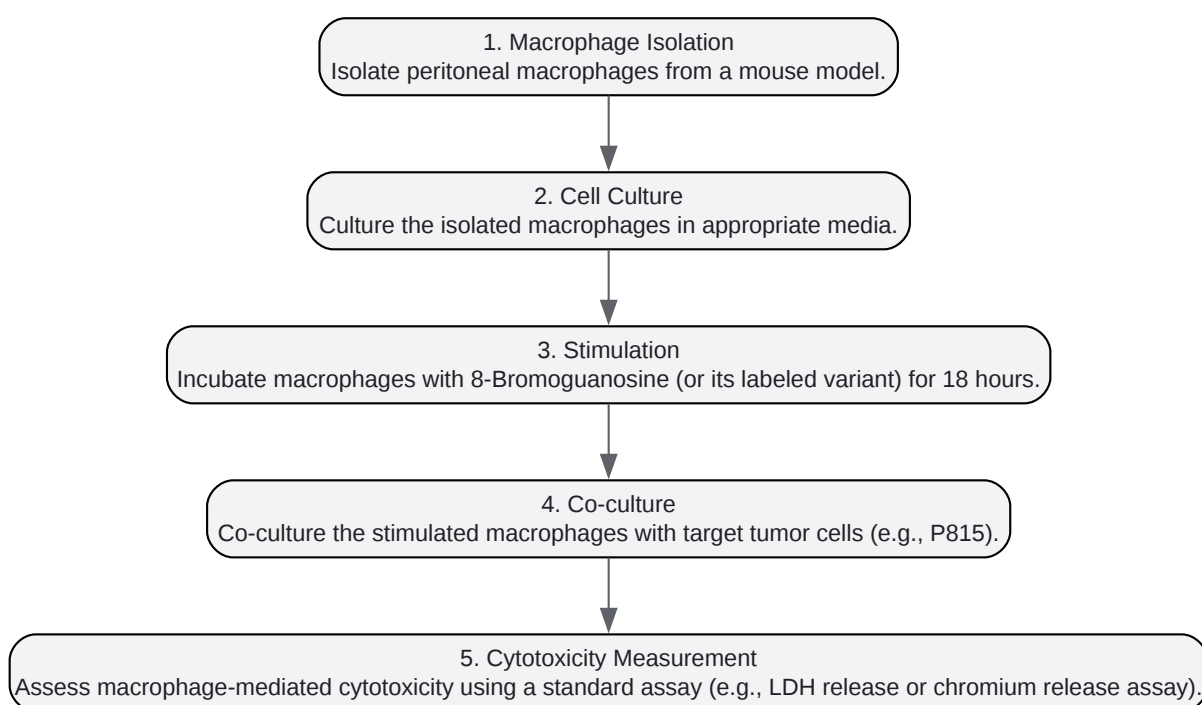 1. Macrophage Isolation
Isolate peritoneal macrophages from a mouse model.
2. Cell Culture
Culture the isolated macrophages in appropriate media.
3. Stimulation
Incubate macrophages with 8-Bromoguanosine (or its labeled variant) for 18 hours.
4. Co-culture
Co-culture the stimulated macrophages with target tumor cells (e.g., P815).
5. Cytotoxicity Measurement
Assess macrophage-mediated cytotoxicity using a standard assay (e.g., LDH release or chromium release assay).